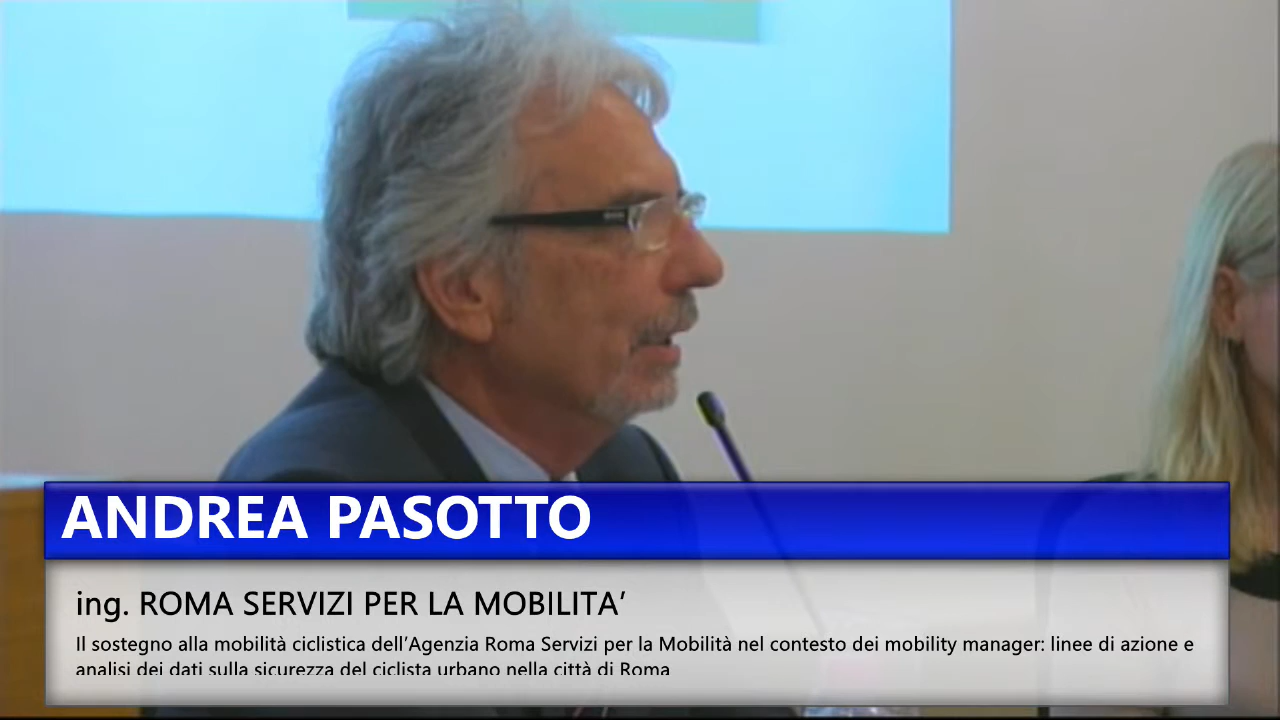 ANDREA PASOTTO
ing. ROMA SERVIZI PER LA MOBILITA’
Il sostegno alla mobilità ciclistica dell’Agenzia Roma Servizi per la Mobilità nel contesto dei mobility manager: linee di azione e
analisi dei dati sulla sicurezza del ciclista urbano nella città di Roma